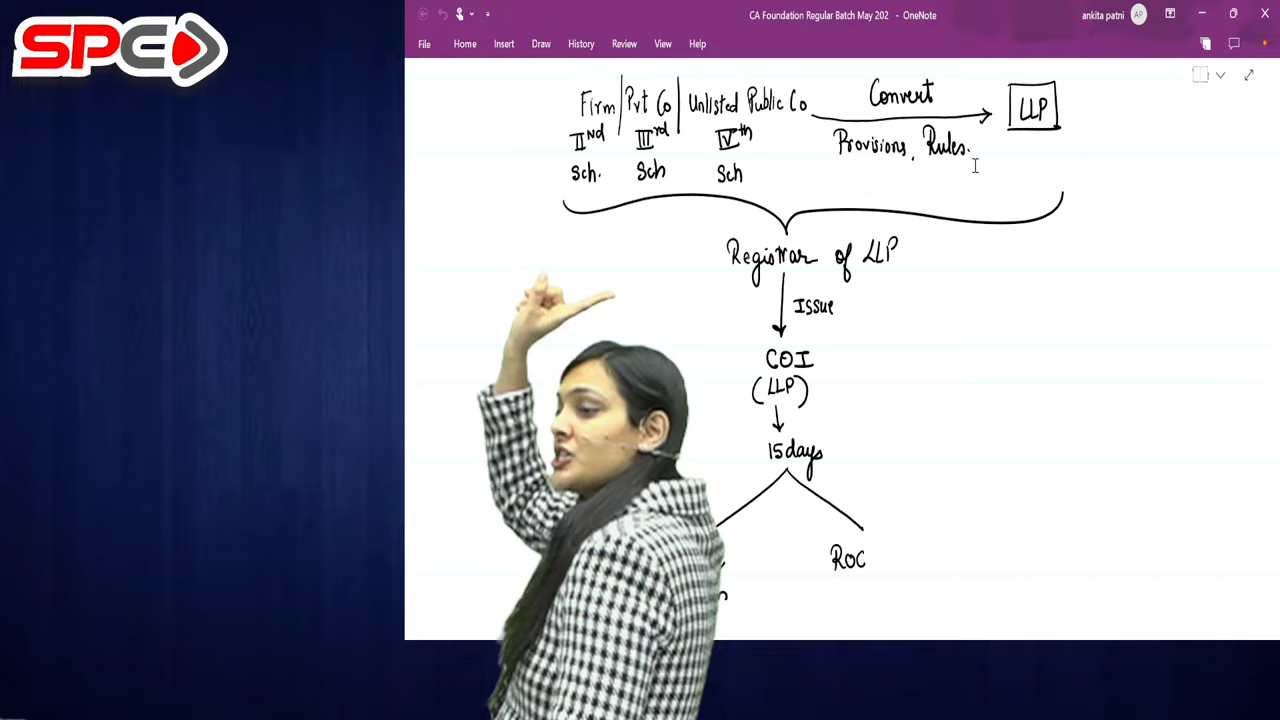 SPC
CA Foundation Regular Batch May 202 - OneNote
ankita patni AP
File Home Insert Draw History Review View Help
Firm | Pvt Co | Unlisted Public Co Convert LLP
IInd IIIrd IVth Provisions, Rules.
Sch. Sch Sch
Registrar of LLP
Issue
COI
(LLP)
15days
ROC